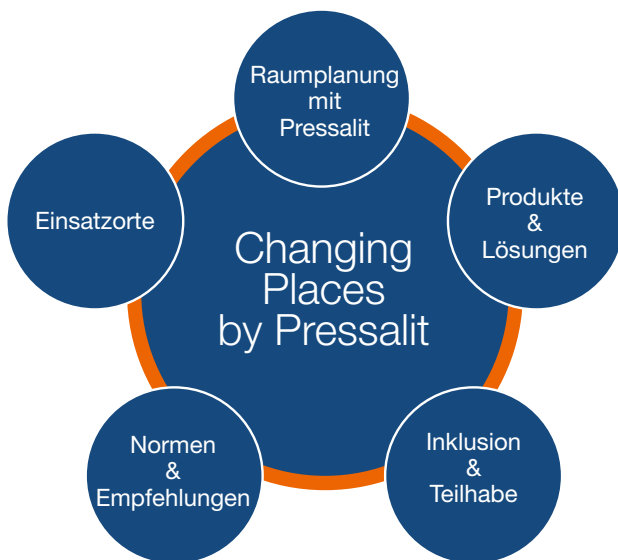 Raumplanung
mit
Pressalit
Einsatzorte
Produkte
&
Lösungen
Changing
Places
by Pressalit
Normen
&
Empfehlungen
Inklusion
&
Teilhabe